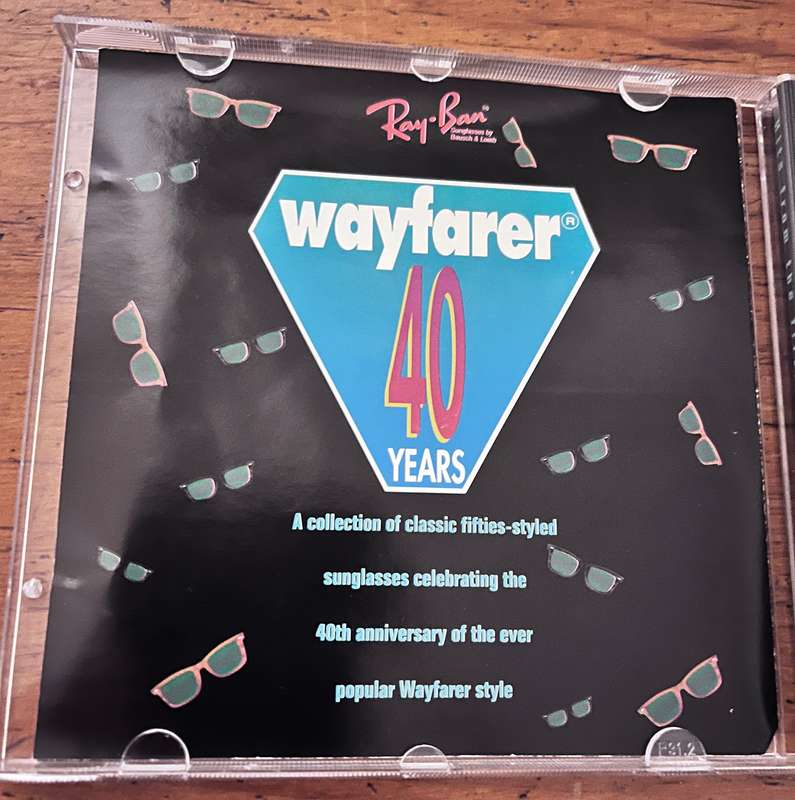 Ray-Ban
Sunglasses by
Bausch & Lomb
wayfarer®
40
YEARS
A collection of classic fifties-styled
sunglasses celebrating the
40th anniversary of the ever
popular Wayfarer style